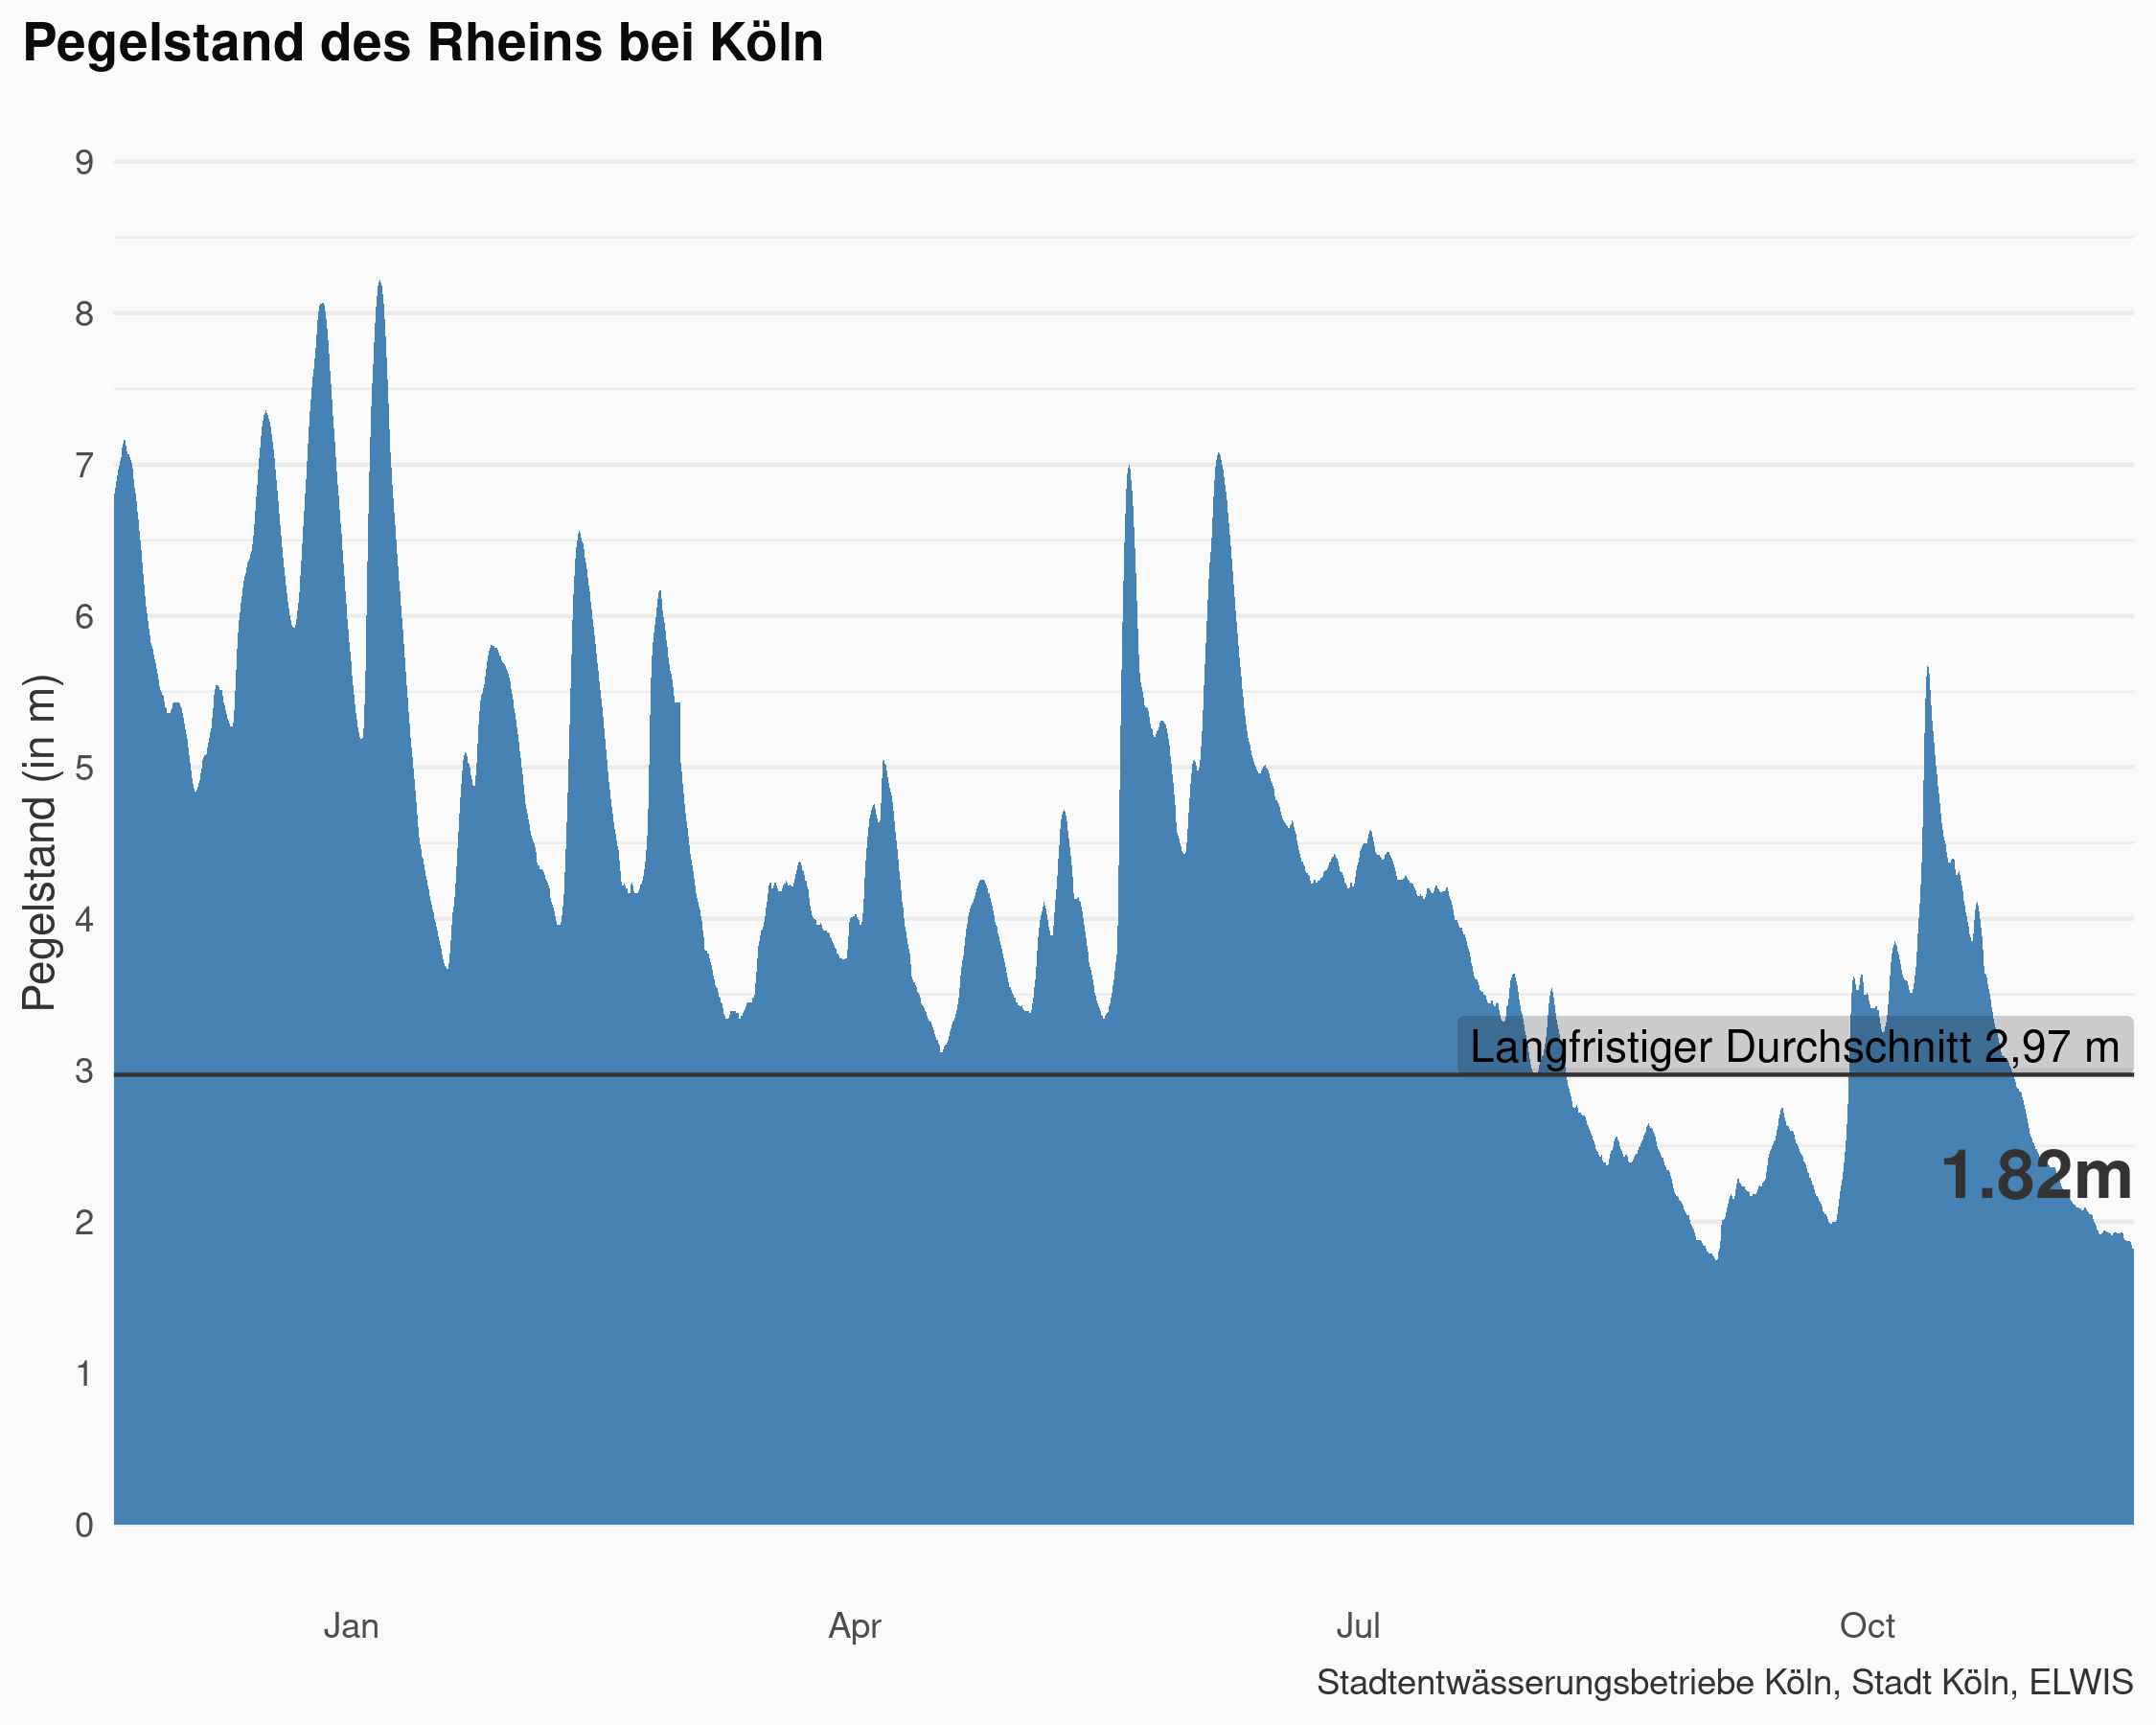 Pegelstand des Rheins bei Köln
Pegelstand (in m)
9
8
7
6
5
4
3
2
1
0
Langfristiger Durchschnitt 2,97 m
1.82m
Jan Apr Jul Oct
Stadtentwässerungsbetriebe Köln, Stadt Köln, ELWIS